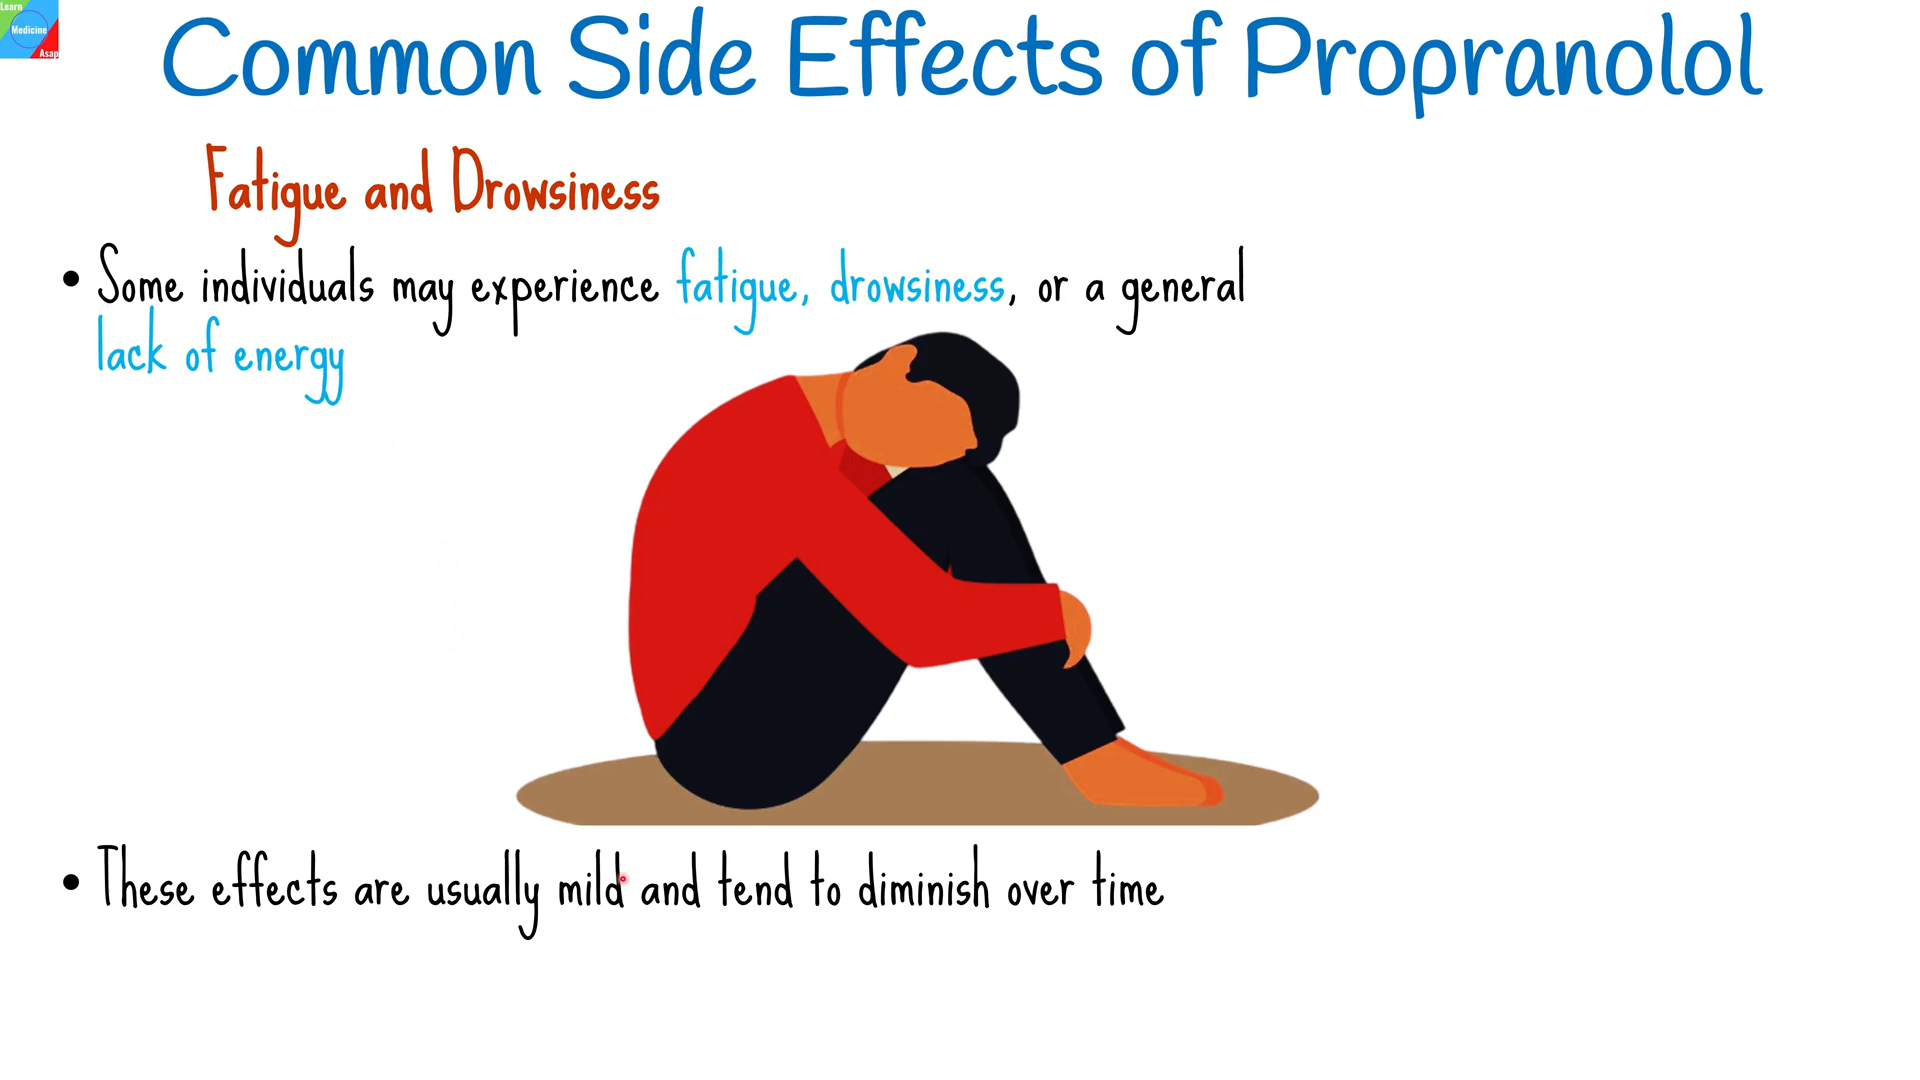 Learn
Medicine
Asap
Common Side Effects of Propranolol
Fatigue and Drowsiness
• Some individuals may experience fatigue, drowsiness, or a general
lack of energy
• These effects are usually mild and tend to diminish over time